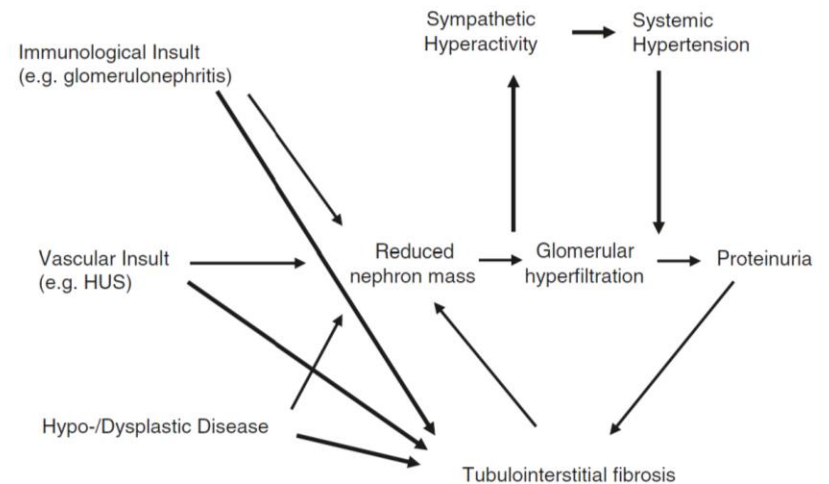 Sympathetic
Hyperactivity
Systemic
Hypertension
Immunological Insult
(e.g. glomerulonephritis)
Vascular Insult
(e.g. HUS)
Reduced
nephron mass
Glomerular
hyperfiltration
Proteinuria
Hypo-/Dysplastic Disease
Tubulointerstitial fibrosis